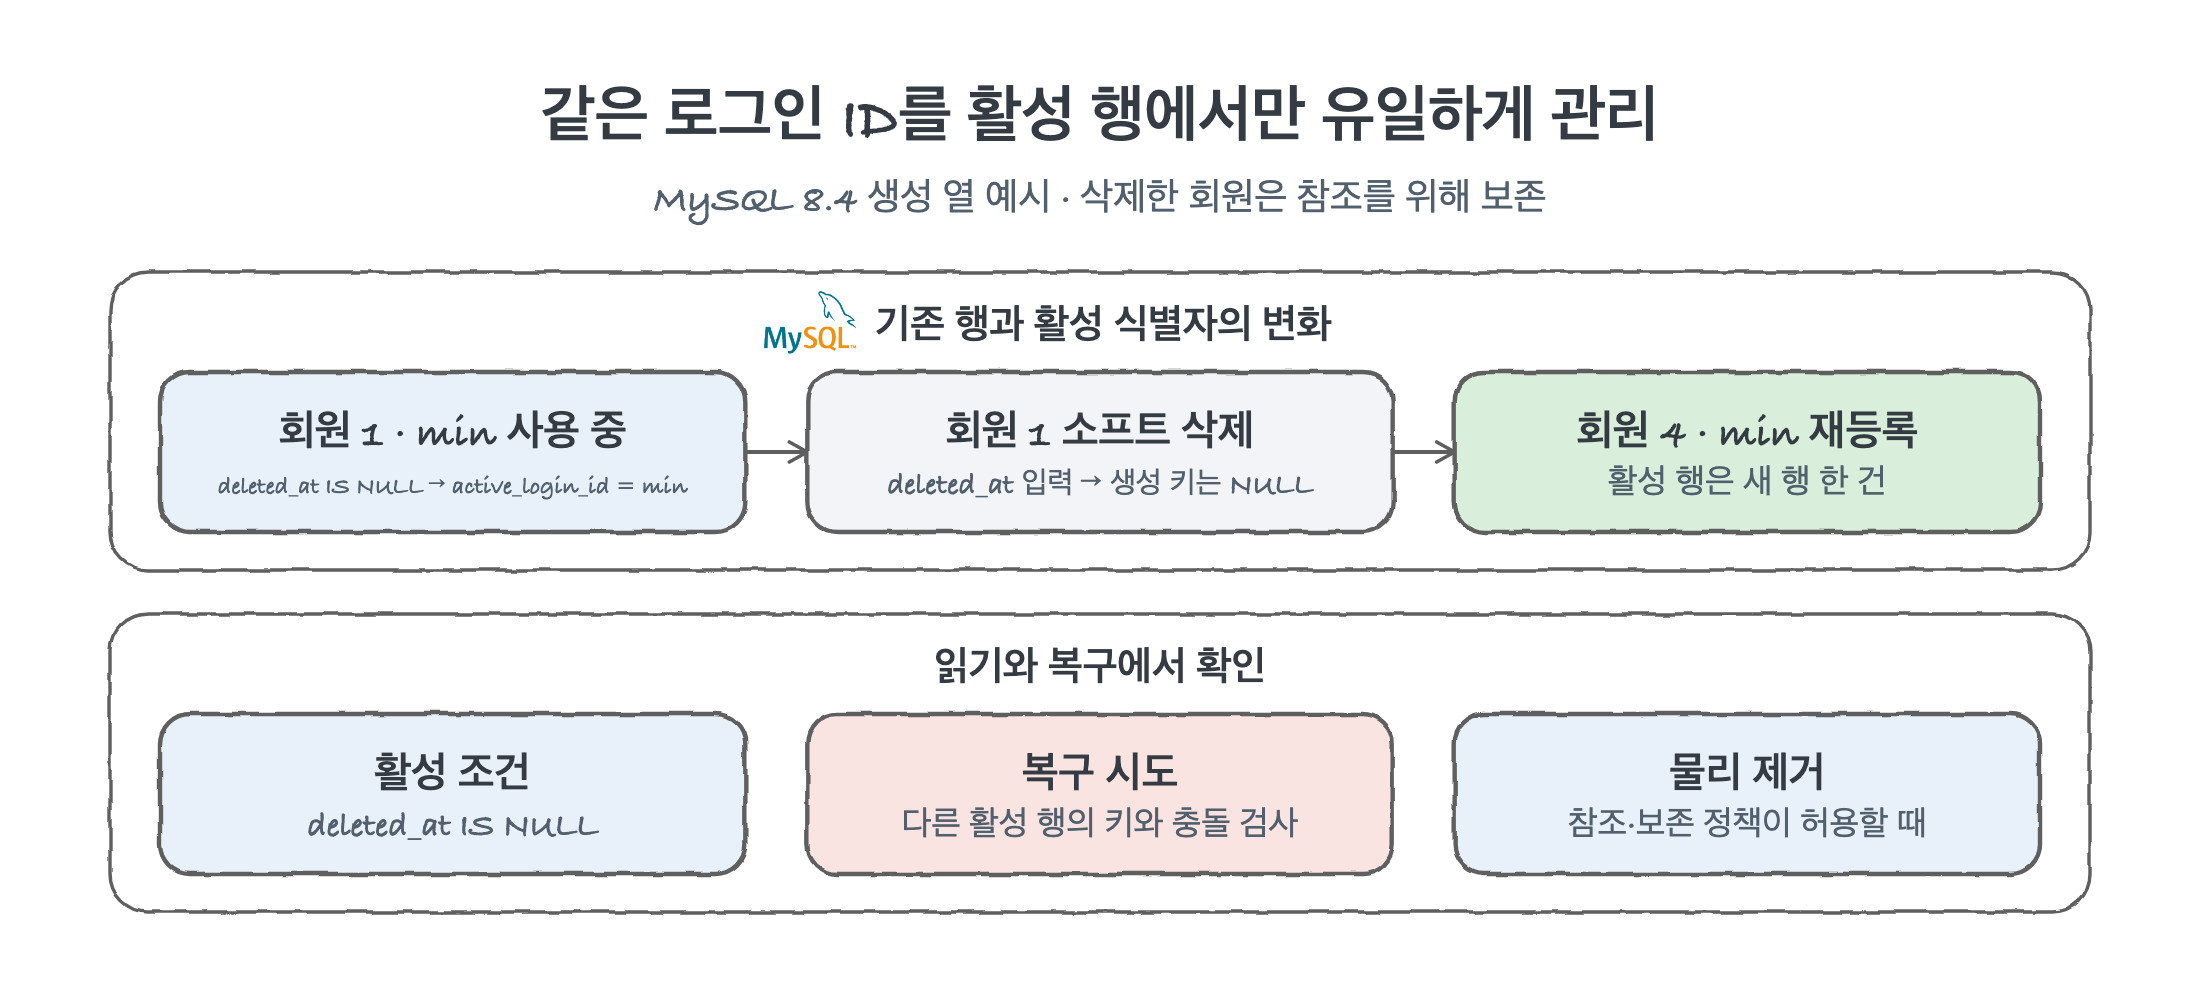 같은 로그인 ID를 활성 행에서만 유일하게 관리
MySQL 8.4 생성 열 예시 · 삭제한 회원은 참조를 위해 보존
MySQL™ 기존 행과 활성 식별자의 변화
회원 1 · min 사용 중
deleted_at IS NULL → active_login_id = min
회원 1 소프트 삭제
deleted_at 입력 → 생성 키는 NULL
회원 4 · min 재등록
활성 행은 새 행 한 건
읽기와 복구에서 확인
활성 조건
deleted_at IS NULL
복구 시도
다른 활성 행의 키와 충돌 검사
물리 제거
참조·보존 정책이 허용할 때